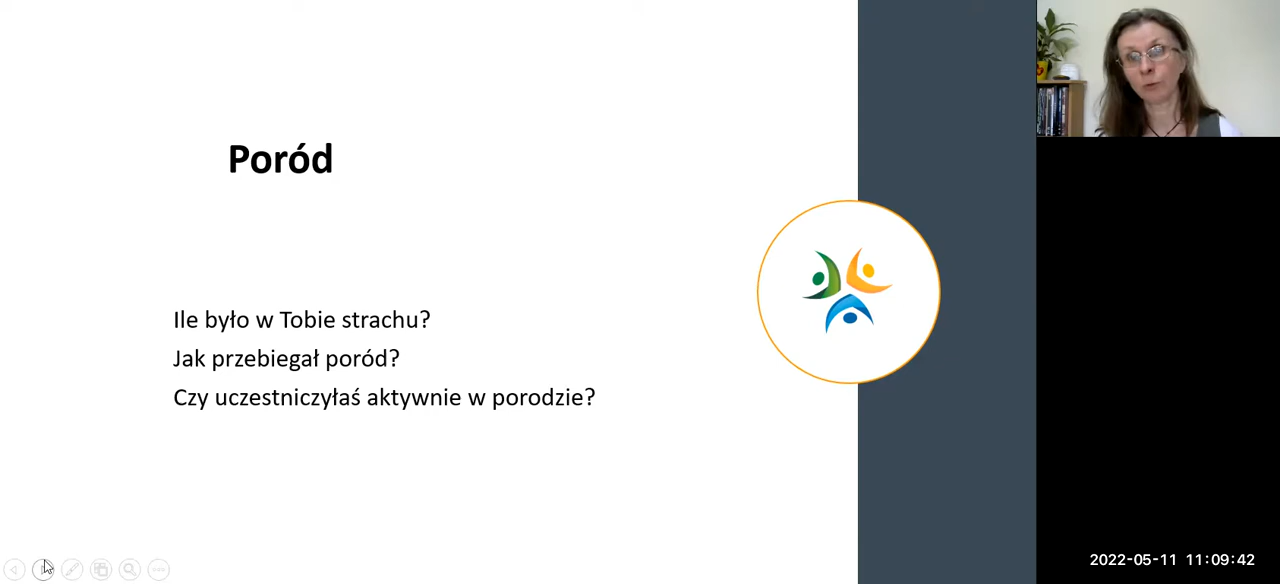 Poród
Ile było w Tobie strachu?
Jak przebiegał poród?
Czy uczestniczyłaś aktywnie w porodzie?
2022-05-11 11:09:42